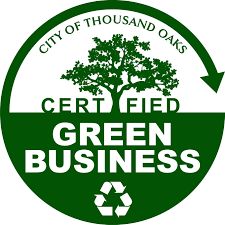 CITY OF THOUSAND OAKS
CERTIFIED
GREEN
BUSINESS